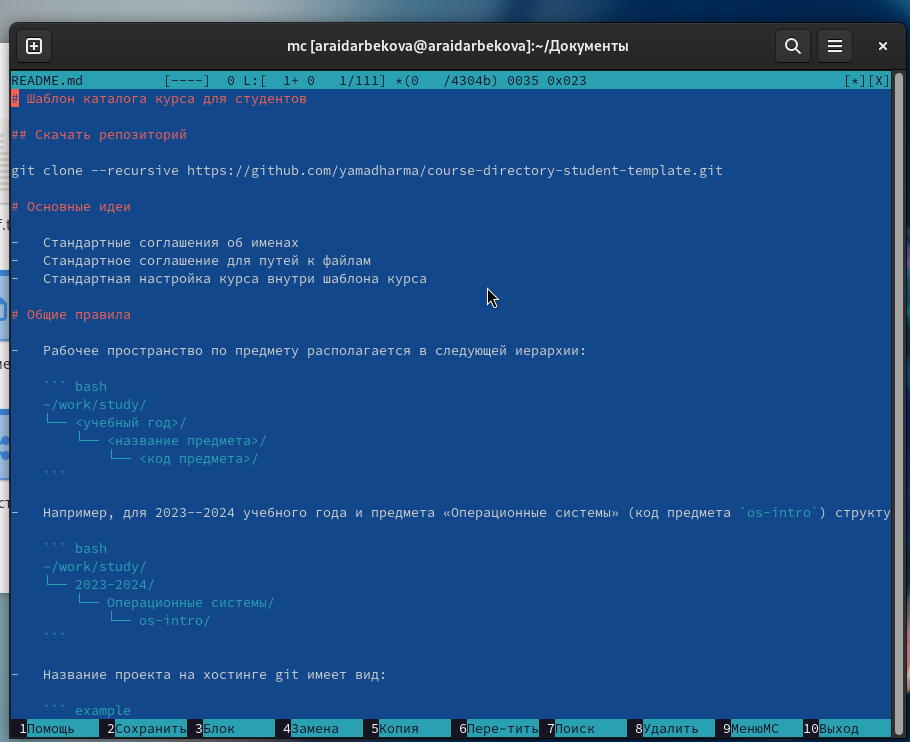 mc [araidarbekova@araidarbekova]:~/Документы
README.md [----] 0 L:[ 1+ 0 1/111] *(0 /4304b) 0035 0x023 [*][X]
# Шаблон каталога курса для студентов
## Скачать репозиторий
git clone --recursive https://github.com/yamadharma/course-directory-student-template.git
# Основные идеи
- Стандартные соглашения об именах
- Стандартное соглашение для путей к файлам
- Стандартная настройка курса внутри шаблона курса
# Общие правила
- Рабочее пространство по предмету располагается в следующей иерархии:
``` bash
~/work/study/
└── <учебный год>/
└── <название предмета>/
└── <код предмета>/
```
- Например, для 2023--2024 учебного года и предмета «Операционные системы» (код предмета `os-intro`) структу
``` bash
~/work/study/
└── 2023-2024/
└── Операционные системы/
└── os-intro/
```
- Название проекта на хостинге git имеет вид:
``` example
1Помощь 2Сохранить 3Блок 4Замена 5Копия 6Пере~тить 7Поиск 8Удалить 9МенюMC 10Выход